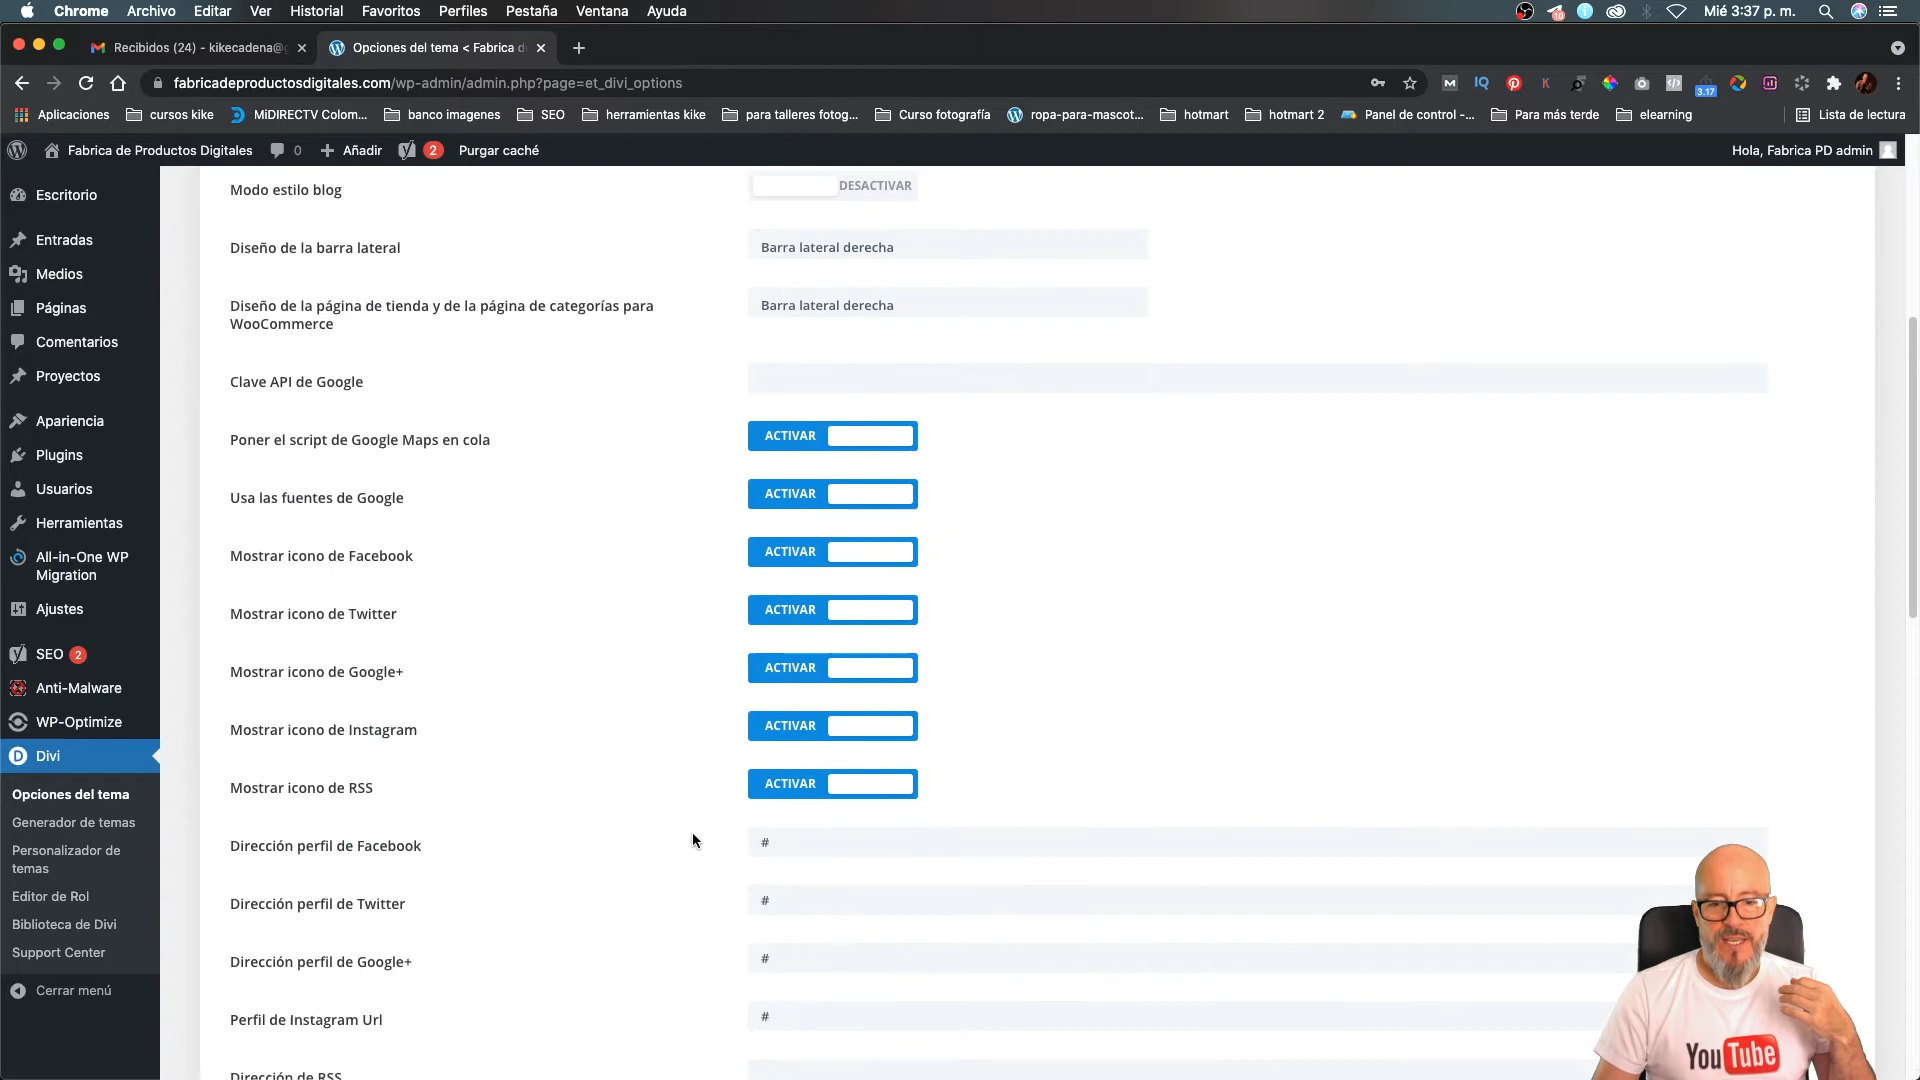 Chrome Archivo Editar Ver Historial Favoritos Perfiles Pestaña Ventana Ayuda
10
Mié 3:37 p. m.
Recibidos (24) - kikecadena@
Opciones del tema < Fabrica d
fabricadeproductosdigitales.com/wp-admin/admin.php?page=et_divi_options
3.17
Aplicaciones cursos kike MiDIRECTV Colom... banco imagenes SEO herramientas kike para talleres fotog... Curso fotografía ropa-para-mascot... hotmart hotmart 2 Panel de control -... Para más terde elearning Lista de lectura
Fabrica de Productos Digitales 0 Añadir 2 Purgar caché Hola, Fabrica PD admin
Escritorio
Entradas
Medios
Páginas
Comentarios
Proyectos
Apariencia
Plugins
Usuarios
Herramientas
All-in-One WP
Migration
Ajustes
SEO 2
Anti-Malware
WP-Optimize
Divi
Opciones del tema
Generador de temas
Personalizador de
temas
Editor de Rol
Biblioteca de Divi
Support Center
Cerrar menú
Modo estilo blog DESACTIVAR
Diseño de la barra lateral Barra lateral derecha
Diseño de la página de tienda y de la página de categorías para Barra lateral derecha
WooCommerce
Clave API de Google
Poner el script de Google Maps en cola ACTIVAR
Usa las fuentes de Google ACTIVAR
Mostrar icono de Facebook ACTIVAR
Mostrar icono de Twitter ACTIVAR
Mostrar icono de Google+ ACTIVAR
Mostrar icono de Instagram ACTIVAR
Mostrar icono de RSS ACTIVAR
Dirección perfil de Facebook #
Dirección perfil de Twitter #
Dirección perfil de Google+ #
Perfil de Instagram Url #
Dirección de RSS
YouTube